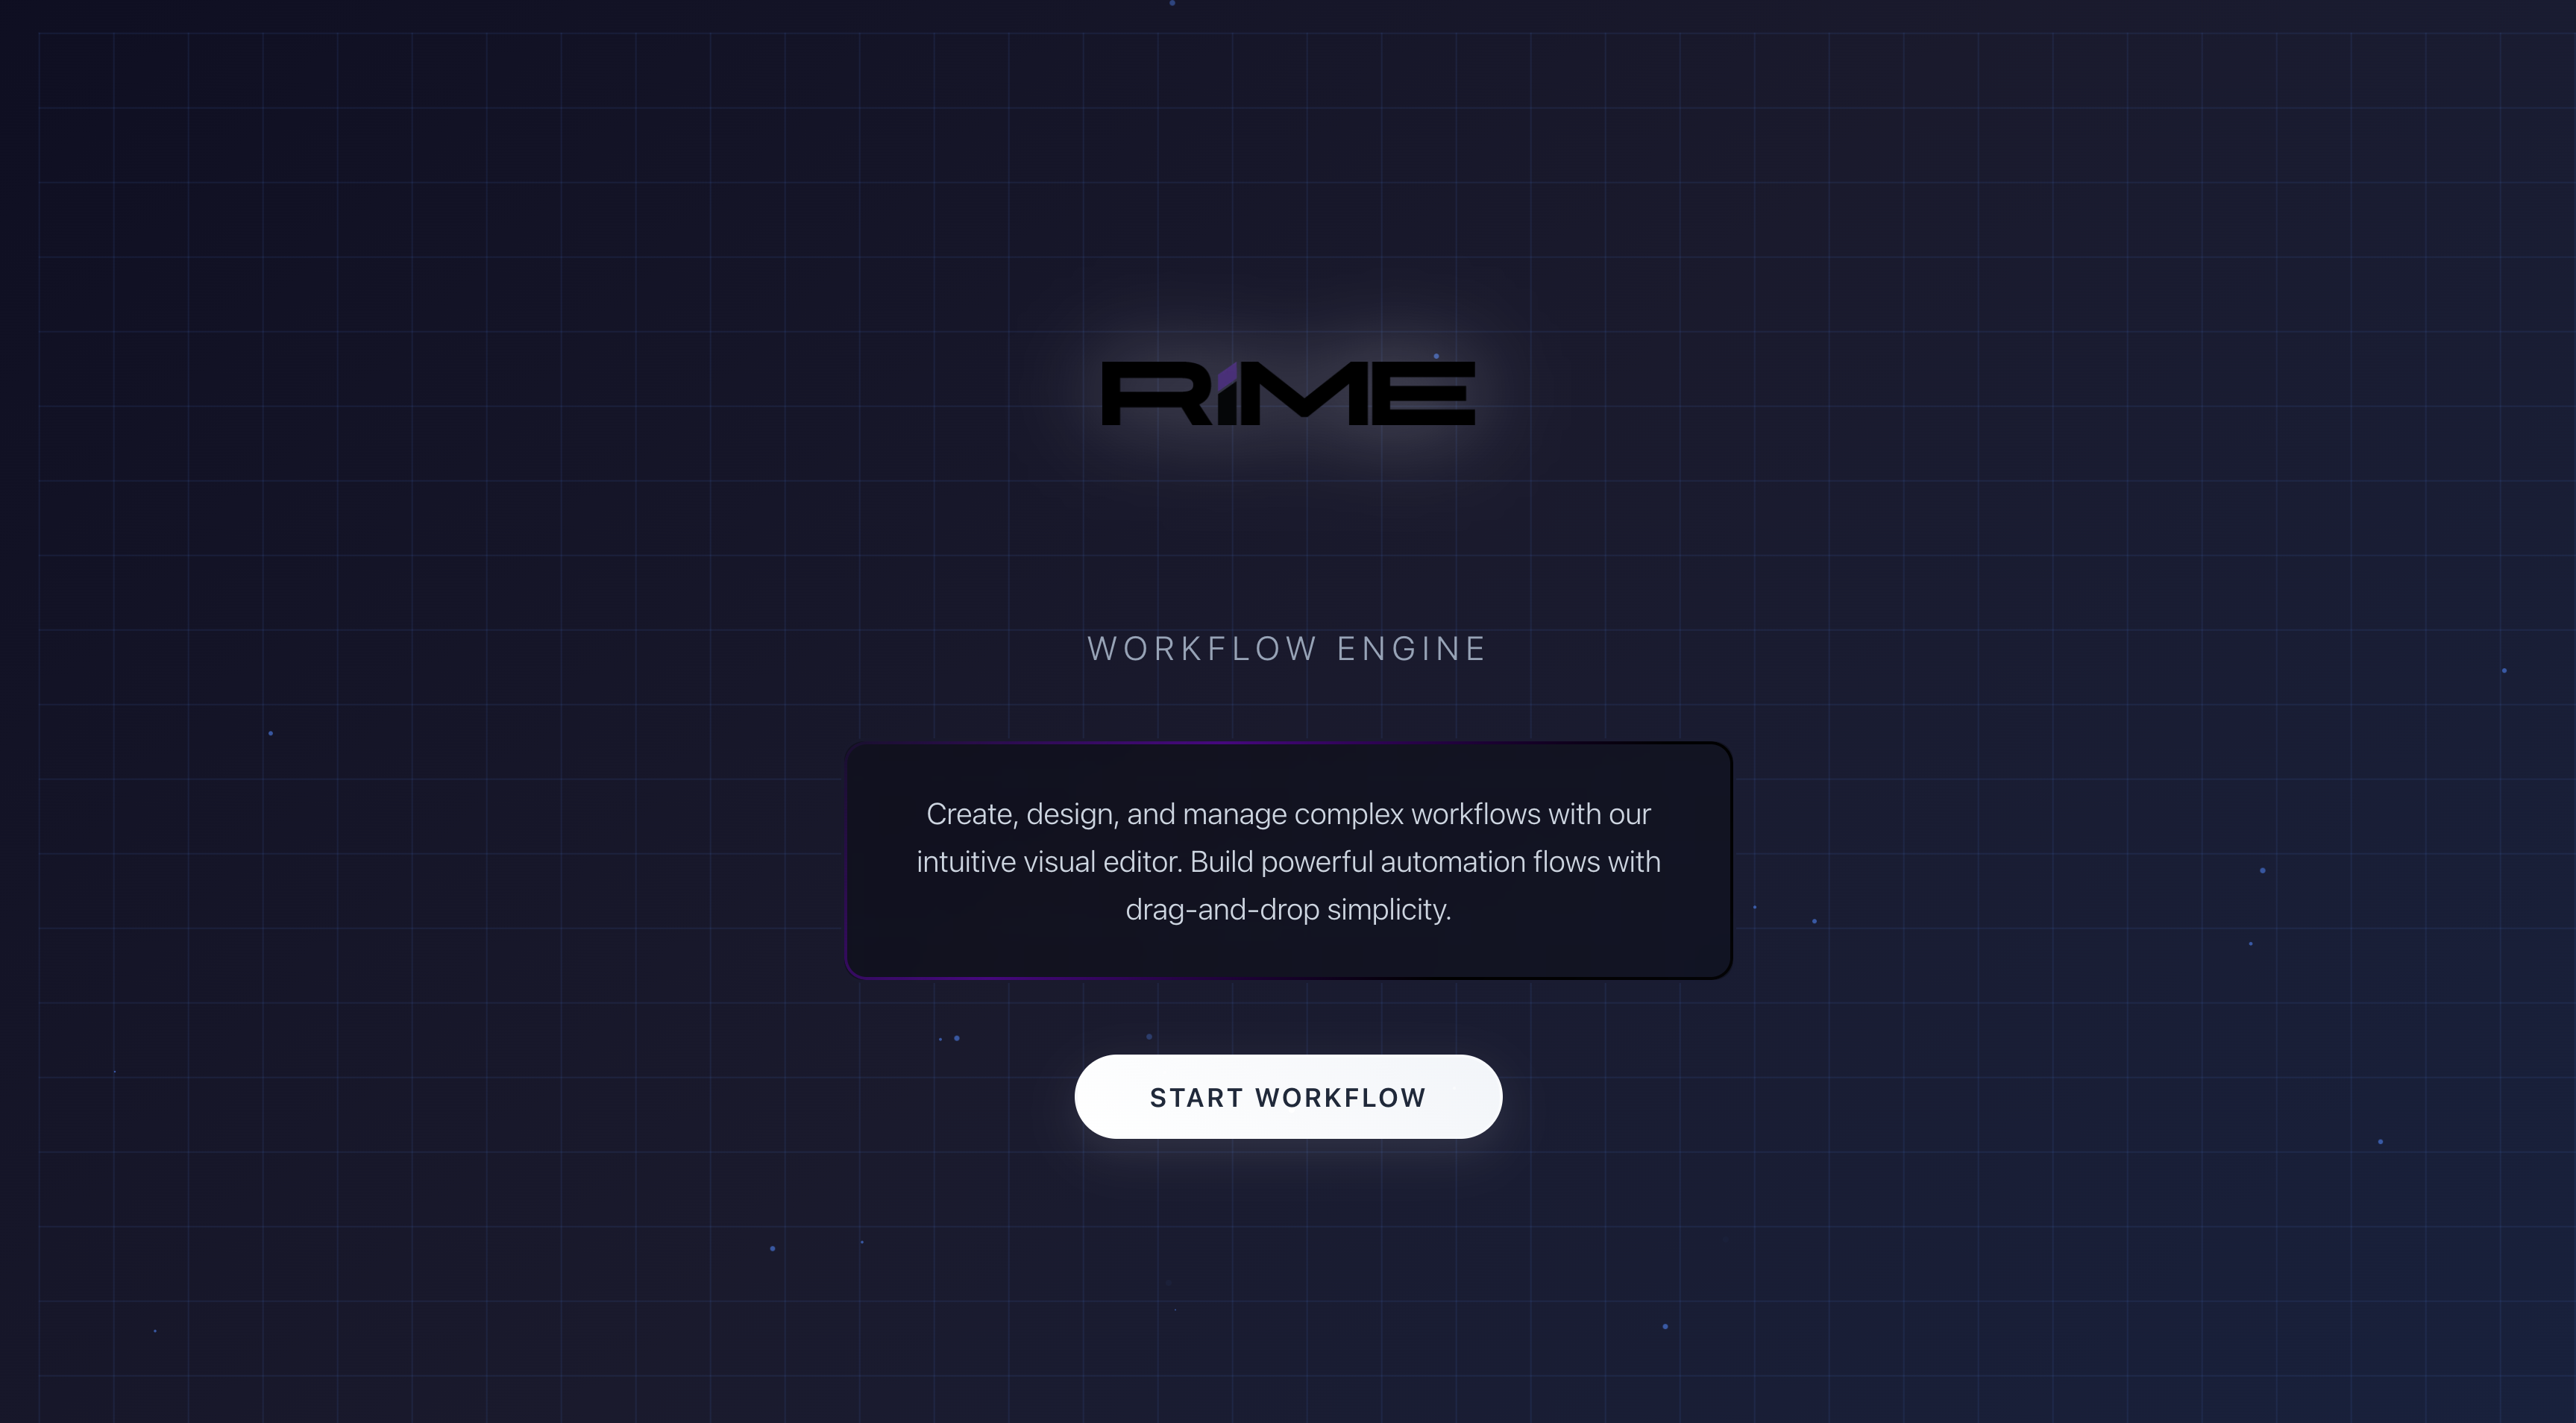 RIME
WORKFLOW ENGINE
Create, design, and manage complex workflows with our
intuitive visual editor. Build powerful automation flows with
drag-and-drop simplicity.
START WORKFLOW